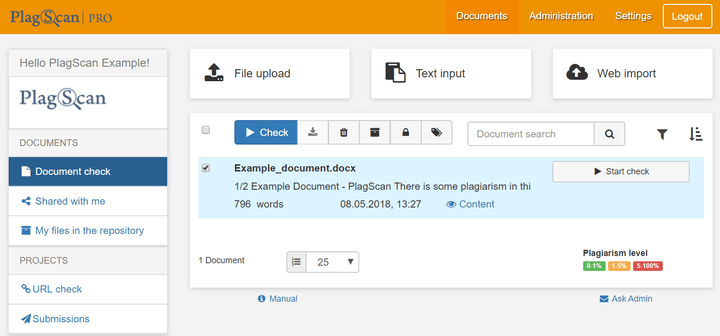 PlagScan PRO
Documents Administration Settings Logout
Hello PlagScan Example!
PlagScan
DOCUMENTS
Document check
Shared with me
My files in the repository
PROJECTS
URL check
Submissions
File upload Text input Web import
Check Document search
Example_document.docx Start check
1/2 Example Document - PlagScan There is some plagiarism in thi
796 words 08.05.2018, 13:27 Content
1 Document 25 Plagiarism level
0-1% 1-5% 5-100%
Manual Ask Admin